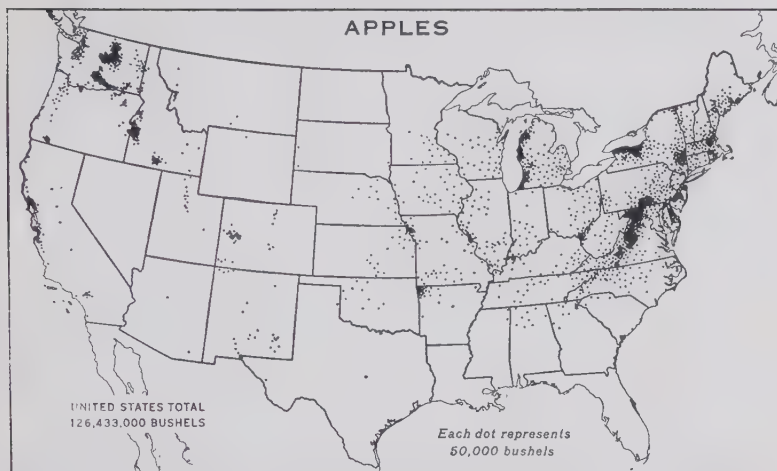 APPLES
UNITED STATES TOTAL
126,433,000 BUSHELS
Each dot represents
50,000 bushels